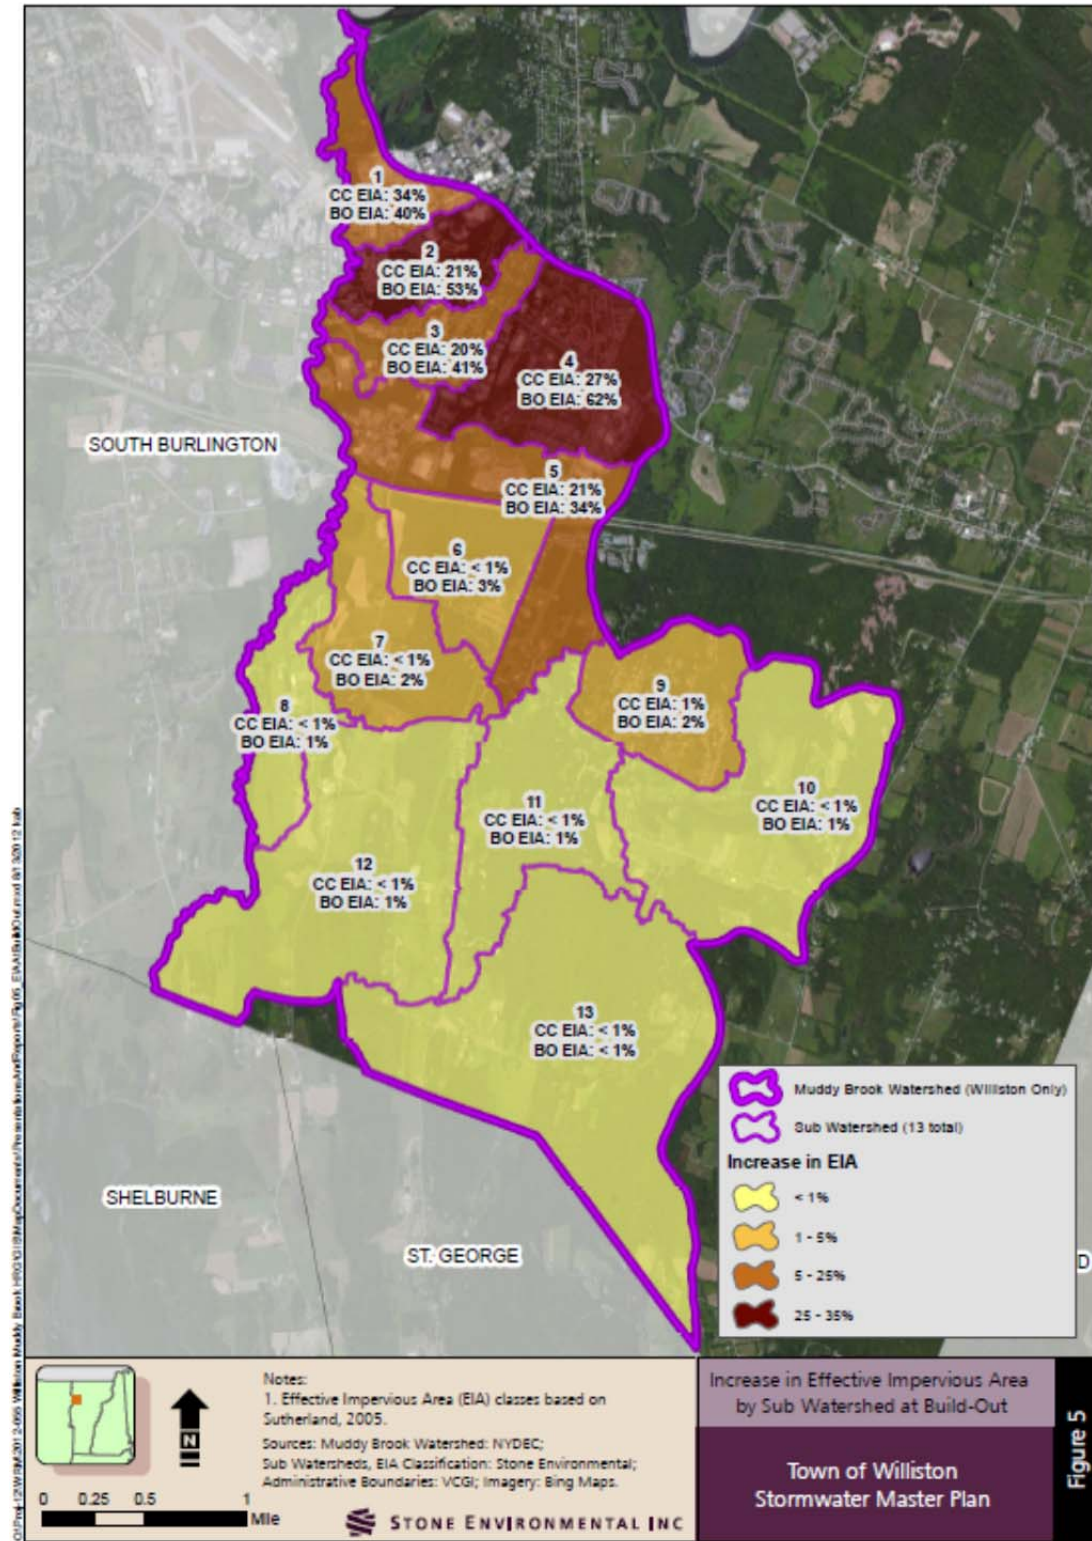 1
CC EIA: 34%
BO EIA: 40%
2
CC EIA: 21%
BO EIA: 53%
3
CC EIA: 20%
BO EIA: 41%
4
CC EIA: 27%
BO EIA: 62%
SOUTH BURLINGTON
5
CC EIA: 21%
BO EIA: 34%
6
CC EIA: < 1%
BO EIA: 3%
7
CC EIA: < 1%
BO EIA: 2%
8
CC EIA: < 1%
BO EIA: 1%
9
CC EIA: 1%
BO EIA: 2%
10
CC EIA: < 1%
BO EIA: 1%
11
CC EIA: < 1%
BO EIA: 1%
12
CC EIA: < 1%
BO EIA: 1%
13
CC EIA: < 1%
BO EIA: < 1%
SHELBURNE
ST. GEORGE
D
Muddy Brook Watershed (Williston Only)
Sub Watershed (13 total)
Increase in EIA
< 1%
1 - 5%
5 - 25%
25 - 35%
Notes:
1. Effective Impervious Area (EIA) classes based on
Sutherland, 2005.
Sources: Muddy Brook Watershed: NYDEC;
Sub Watersheds, EIA Classification: Stone Environmental;
Administrative Boundaries: VCGI; Imagery: Bing Maps.
N
0 0.25 0.5 1
Mile
STONE ENVIRONMENTAL INC
Increase in Effective Impervious Area
by Sub Watershed at Build-Out
Town of Williston
Stormwater Master Plan
Figure 5